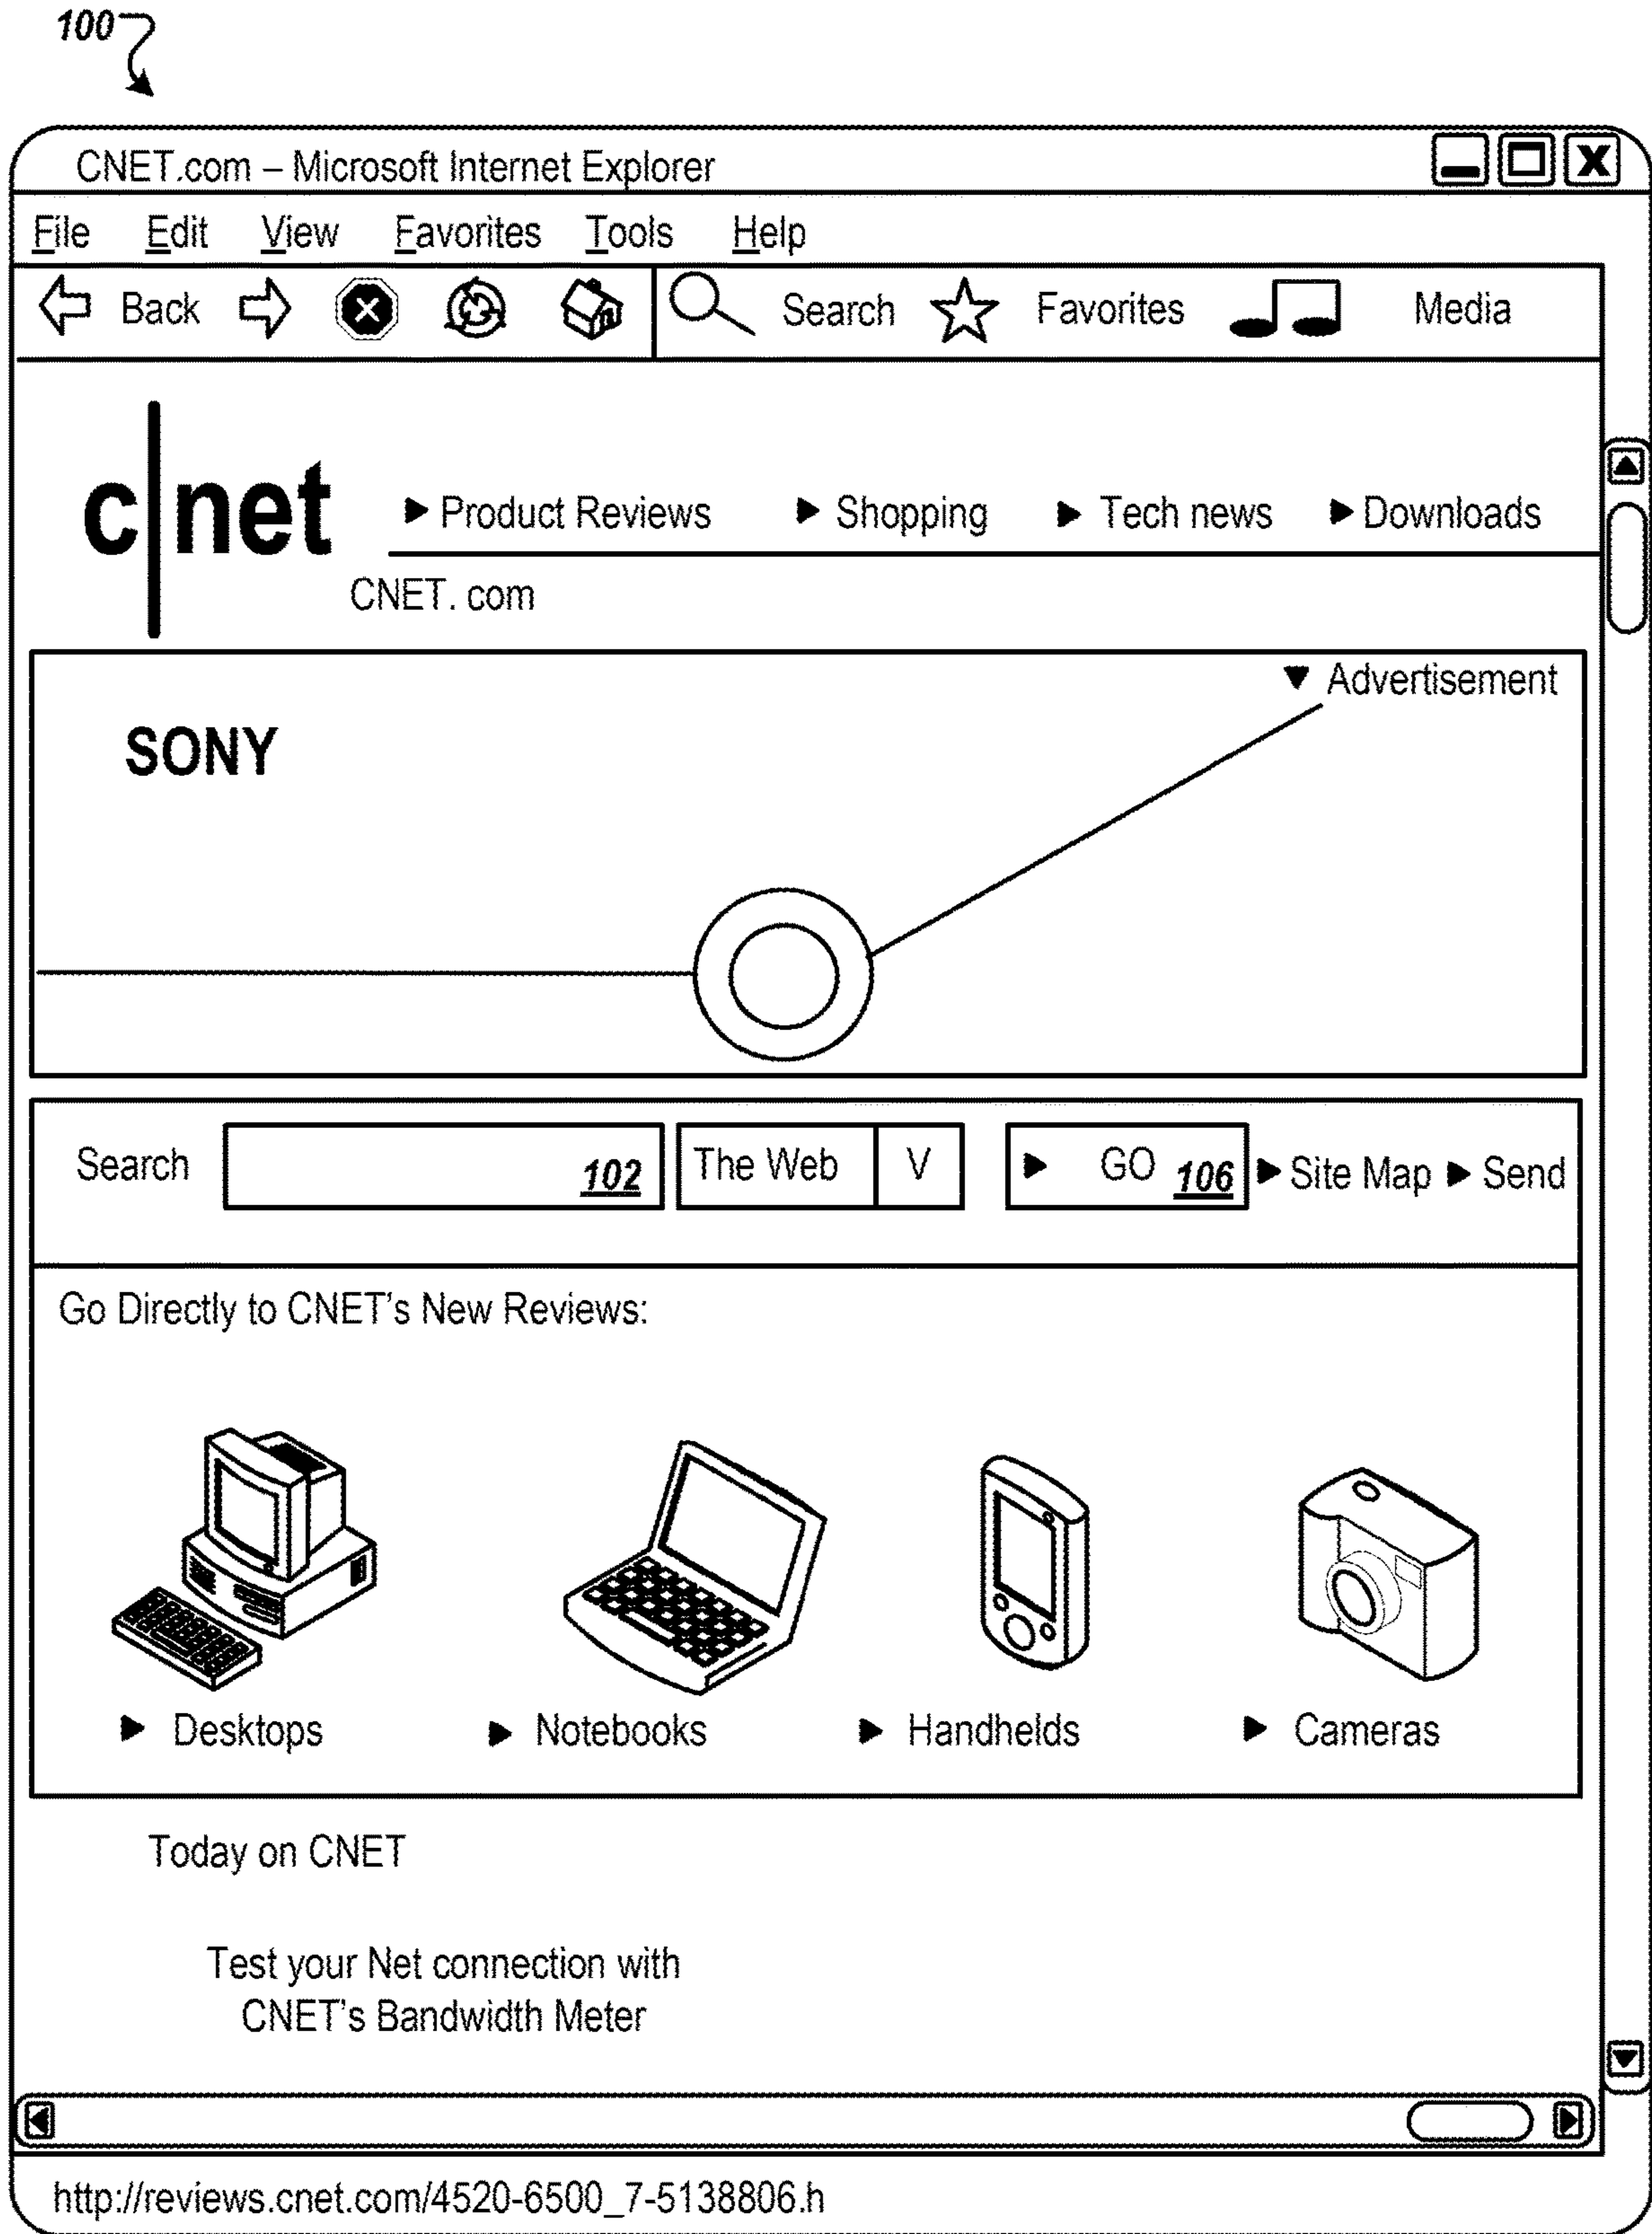 100
CNET.com – Microsoft Internet Explorer
File Edit View Favorites Tools Help
Back Search Favorites Media
c|net
Product Reviews Shopping Tech news Downloads
CNET. com
Advertisement
SONY
Search 102 The Web V GO 106 Site Map Send
Go Directly to CNET's New Reviews:
Desktops Notebooks Handhelds Cameras
Today on CNET
Test your Net connection with
CNET's Bandwidth Meter
http://reviews.cnet.com/4520-6500_7-5138806.h